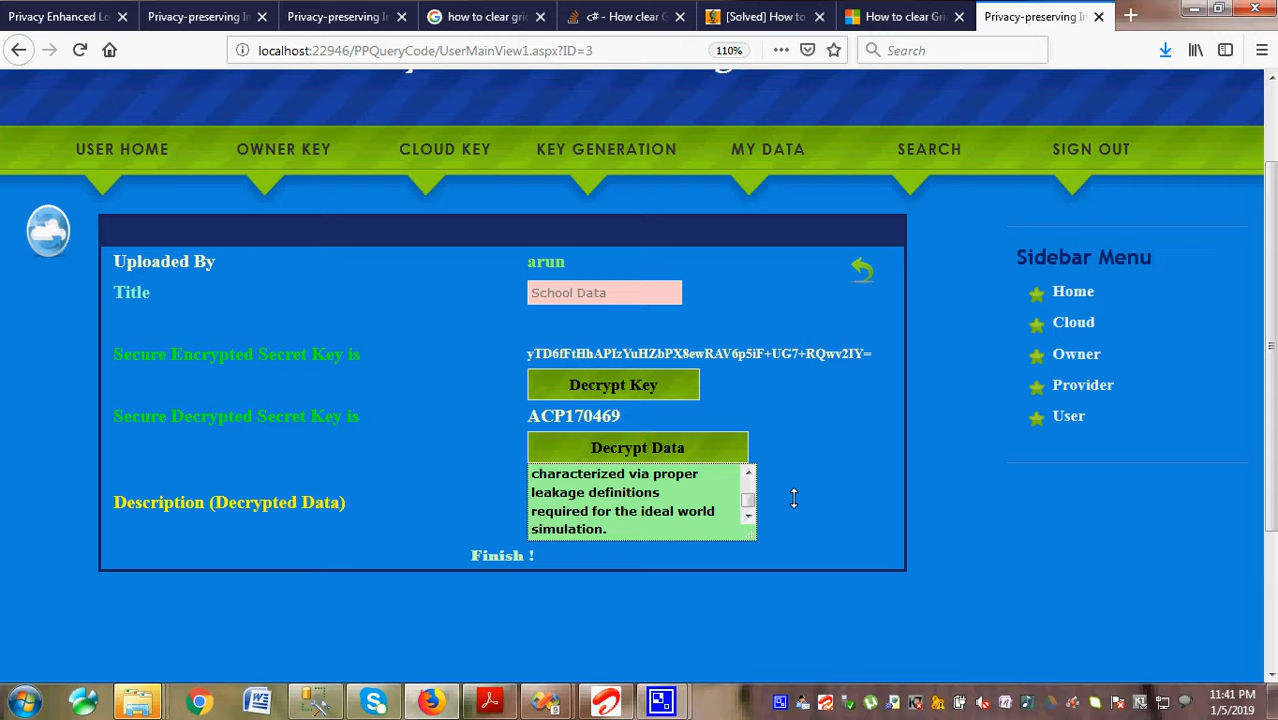 Privacy Enhanced Lo
Privacy-preserving In
Privacy-preserving In
how to clear gric
c# - How clear G
[Solved] How to
How to clear Gri
Privacy-preserving In
localhost:22946/PPQueryCode/UserMainView1.aspx?ID=3
110%
Search
USER HOME
OWNER KEY
CLOUD KEY
KEY GENERATION
MY DATA
SEARCH
SIGN OUT
Uploaded By
arun
Title
School Data
Secure Encrypted Secret Key is
yTD6fFtHhAPIzYuHZbPX8ewRAV6p5iF+UG7+RQwv2IY=
Decrypt Key
Secure Decrypted Secret Key is
ACP170469
Decrypt Data
Description (Decrypted Data)
characterized via proper
leakage definitions
required for the ideal world
simulation.
Finish !
Sidebar Menu
Home
Cloud
Owner
Provider
User
11:41 PM
1/5/2019